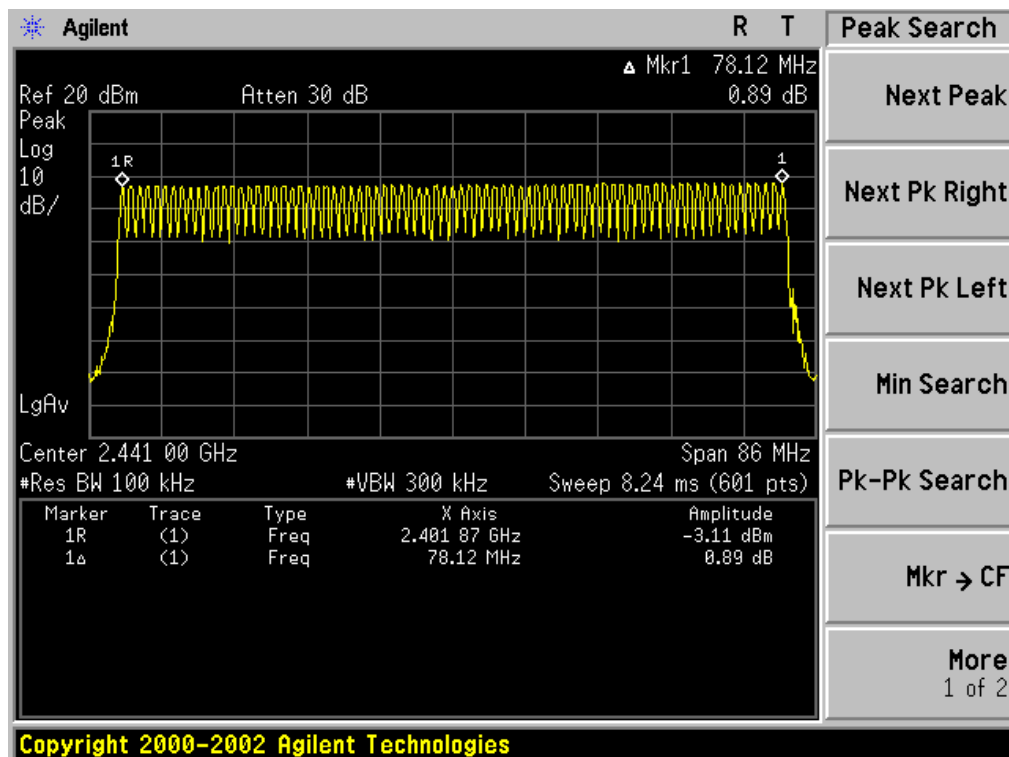 Agilent R T Peak Search
Δ Mkr1 78.12 MHz
Ref 20 dBm Atten 30 dB 0.89 dB
Peak
Log
10
dB/
1R
1
LgAv
Center 2.441 00 GHz Span 86 MHz
#Res BW 100 kHz #VBW 300 kHz Sweep 8.24 ms (601 pts)
Marker Trace Type X Axis Amplitude
1R (1) Freq 2.401 87 GHz -3.11 dBm
1Δ (1) Freq 78.12 MHz 0.89 dB
Next Peak
Next Pk Right
Next Pk Left
Min Search
Pk-Pk Search
Mkr → CF
More
1 of 2
Copyright 2000-2002 Agilent Technologies